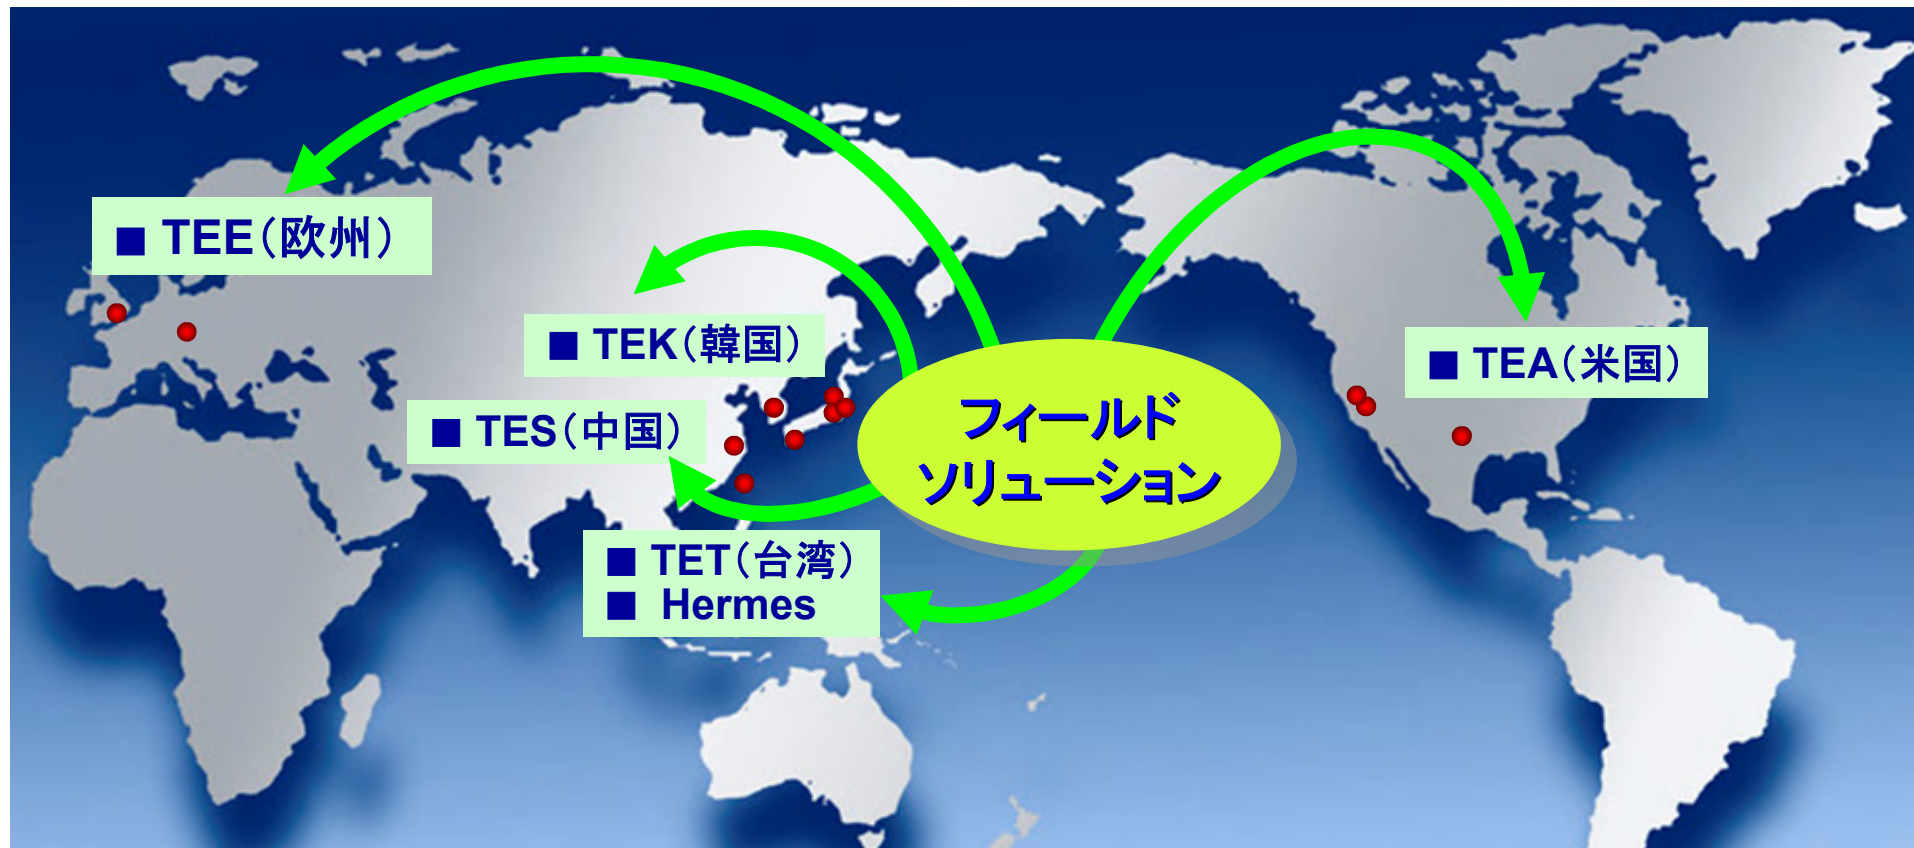 ■ TEE（欧州）
■ TEK（韓国）
■ TEA（米国）
■ TES（中国）
フィールド
ソリューション
■ TET（台湾）
■ Hermes